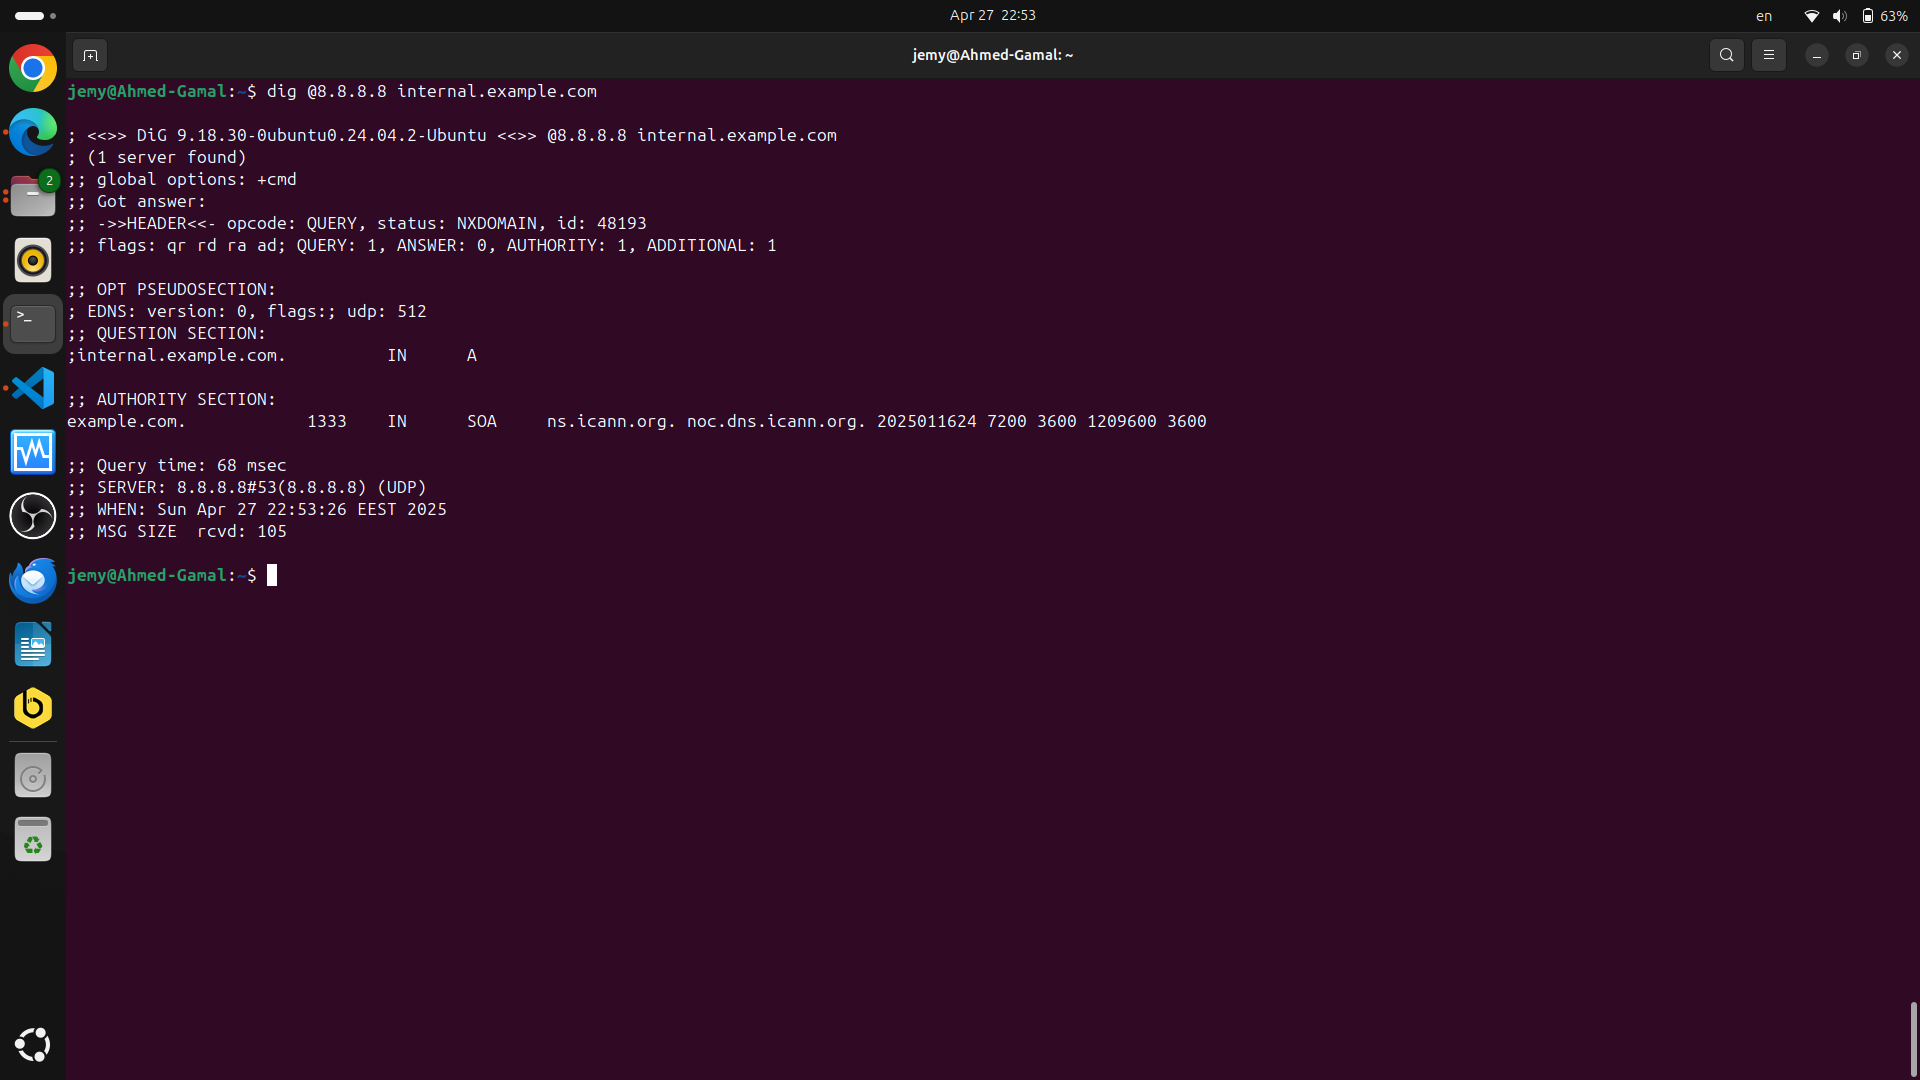 Apr 27 22:53
en
63%
jemy@Ahmed-Gamal: ~
jemy@Ahmed-Gamal:~$ dig @8.8.8.8 internal.example.com
; <<>> DiG 9.18.30-0ubuntu0.24.04.2-Ubuntu <<>> @8.8.8.8 internal.example.com
; (1 server found)
;; global options: +cmd
;; Got answer:
;; ->>HEADER<<- opcode: QUERY, status: NXDOMAIN, id: 48193
;; flags: qr rd ra ad; QUERY: 1, ANSWER: 0, AUTHORITY: 1, ADDITIONAL: 1
;; OPT PSEUDOSECTION:
; EDNS: version: 0, flags:; udp: 512
;; QUESTION SECTION:
;internal.example.com. IN A
;; AUTHORITY SECTION:
example.com. 1333 IN SOA ns.icann.org. noc.dns.icann.org. 2025011624 7200 3600 1209600 3600
;; Query time: 68 msec
;; SERVER: 8.8.8.8#53(8.8.8.8) (UDP)
;; WHEN: Sun Apr 27 22:53:26 EEST 2025
;; MSG SIZE rcvd: 105
jemy@Ahmed-Gamal:~$
2
>_